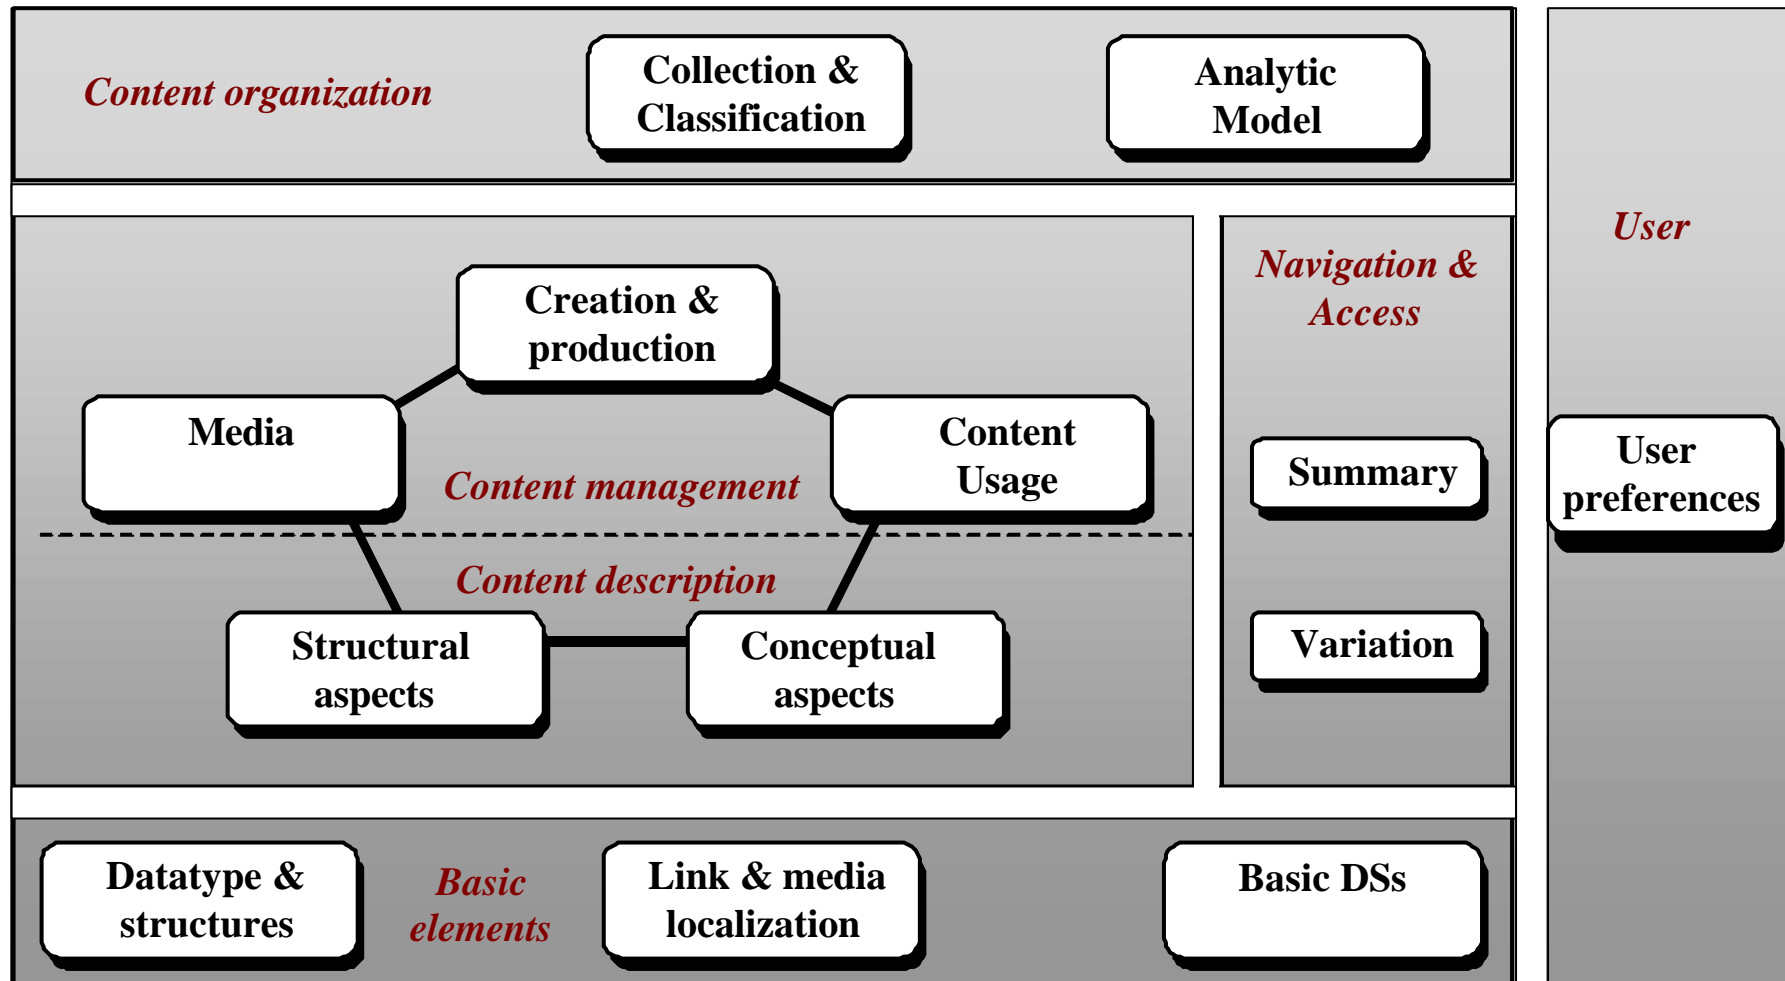 Content organization
Collection &
Classification
Analytic
Model
User
Navigation &
Access
Creation &
production
Media
Content
Usage
Content management
Summary
User
preferences
Content description
Structural
aspects
Conceptual
aspects
Variation
Datatype &
structures
Basic
elements
Link & media
localization
Basic DSs